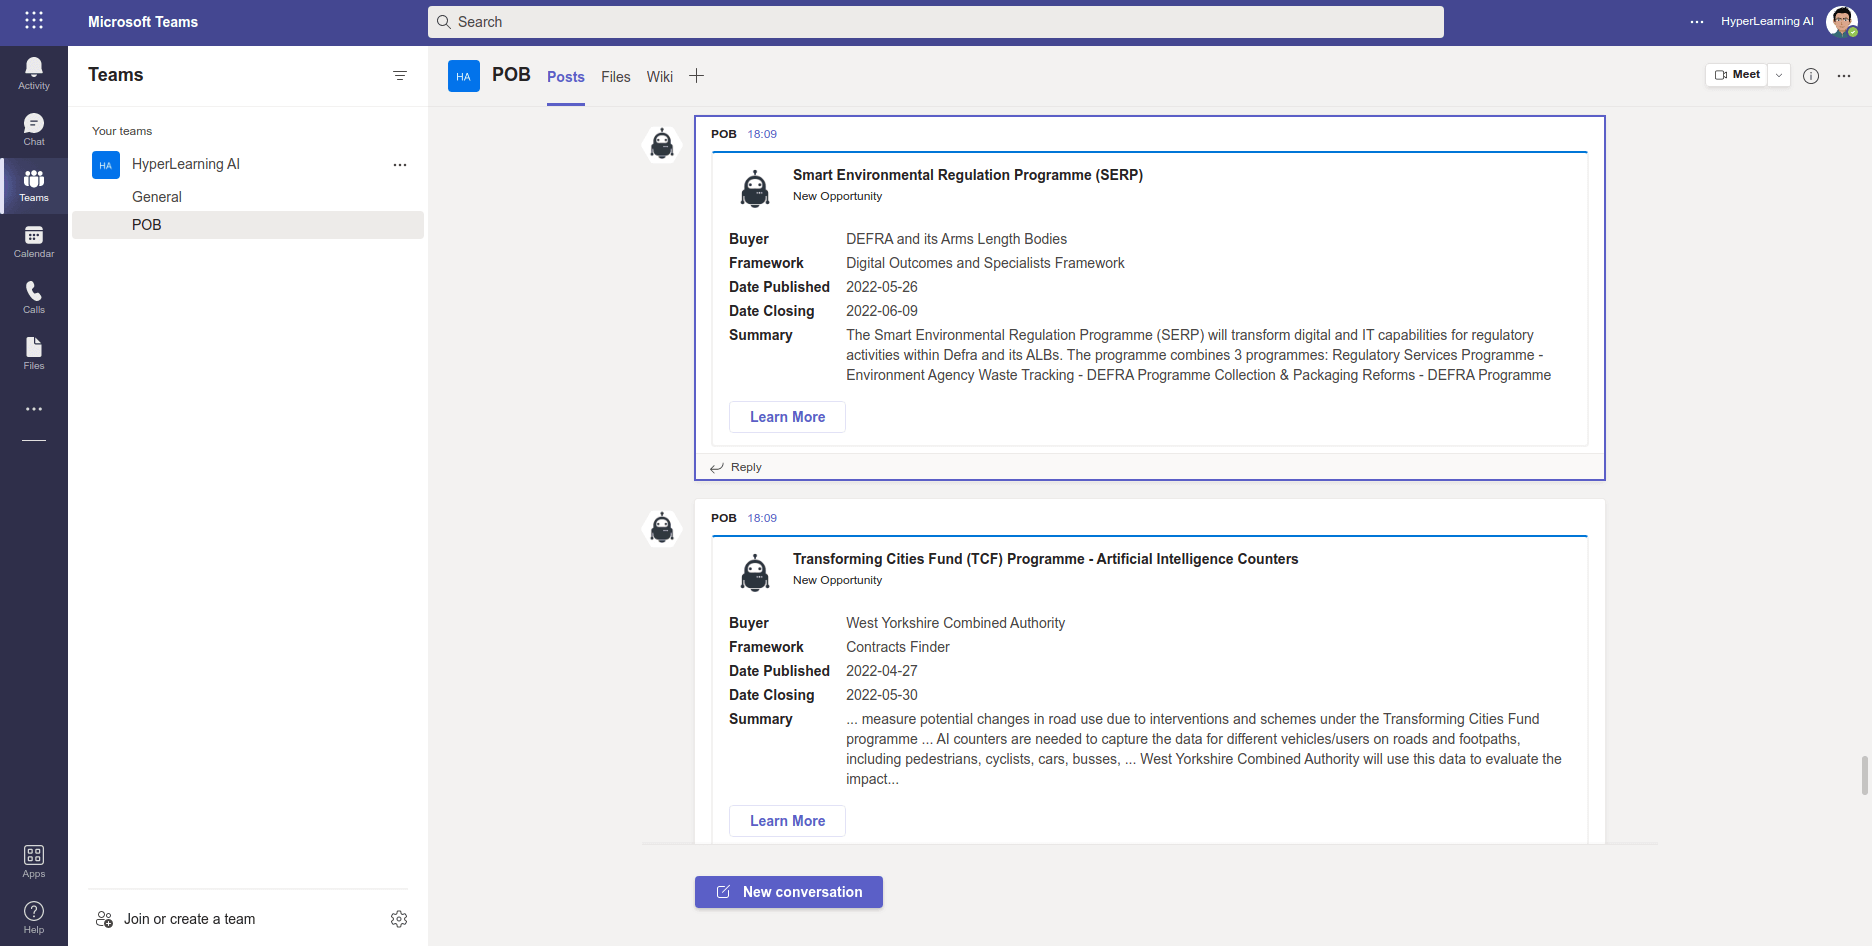 Microsoft Teams
Search
HyperLearning AI
Activity
Chat
Teams
Calendar
Calls
Files
Apps
Help
Teams
Your teams
HA HyperLearning AI
General
POB
Join or create a team
HA POB Posts Files Wiki
Meet
POB 18:09
Smart Environmental Regulation Programme (SERP)
New Opportunity
Buyer DEFRA and its Arms Length Bodies
Framework Digital Outcomes and Specialists Framework
Date Published 2022-05-26
Date Closing 2022-06-09
Summary The Smart Environmental Regulation Programme (SERP) will transform digital and IT capabilities for regulatory
activities within Defra and its ALBs. The programme combines 3 programmes: Regulatory Services Programme -
Environment Agency Waste Tracking - DEFRA Programme Collection & Packaging Reforms - DEFRA Programme
Learn More
Reply
POB 18:09
Transforming Cities Fund (TCF) Programme - Artificial Intelligence Counters
New Opportunity
Buyer West Yorkshire Combined Authority
Framework Contracts Finder
Date Published 2022-04-27
Date Closing 2022-05-30
Summary ... measure potential changes in road use due to interventions and schemes under the Transforming Cities Fund
programme ... AI counters are needed to capture the data for different vehicles/users on roads and footpaths,
including pedestrians, cyclists, cars, busses, ... West Yorkshire Combined Authority will use this data to evaluate the
impact...
Learn More
New conversation